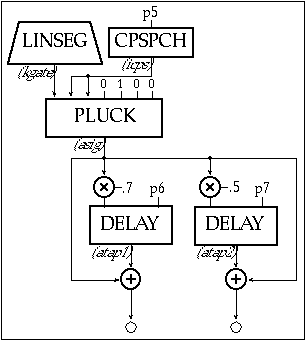 p5
LINSEG CPSPCH
(kgate) (icps)
0 1 0 0
PLUCK
(asig)
× .7 p6 × .5 p7
DELAY DELAY
(atap1) (atap2)
+ +